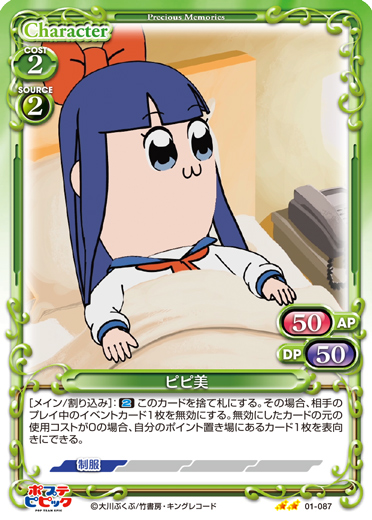 Precious Memories
Character
COST
2
SOURCE
2
50 AP
DP 50
ピピ美
[メイン/割り込み]：2 このカードを捨て札にする。その場合、相手の
プレイ中のイベントカード1枚を無効にする。無効にしたカードの元の
使用コストが0の場合、自分のポイント置き場にあるカード1枚を表向
きにできる。
制服
ポプテ
ピピック
POP TEAM EPIC
©大川ぶくぶ/竹書房・キングレコード
01-087